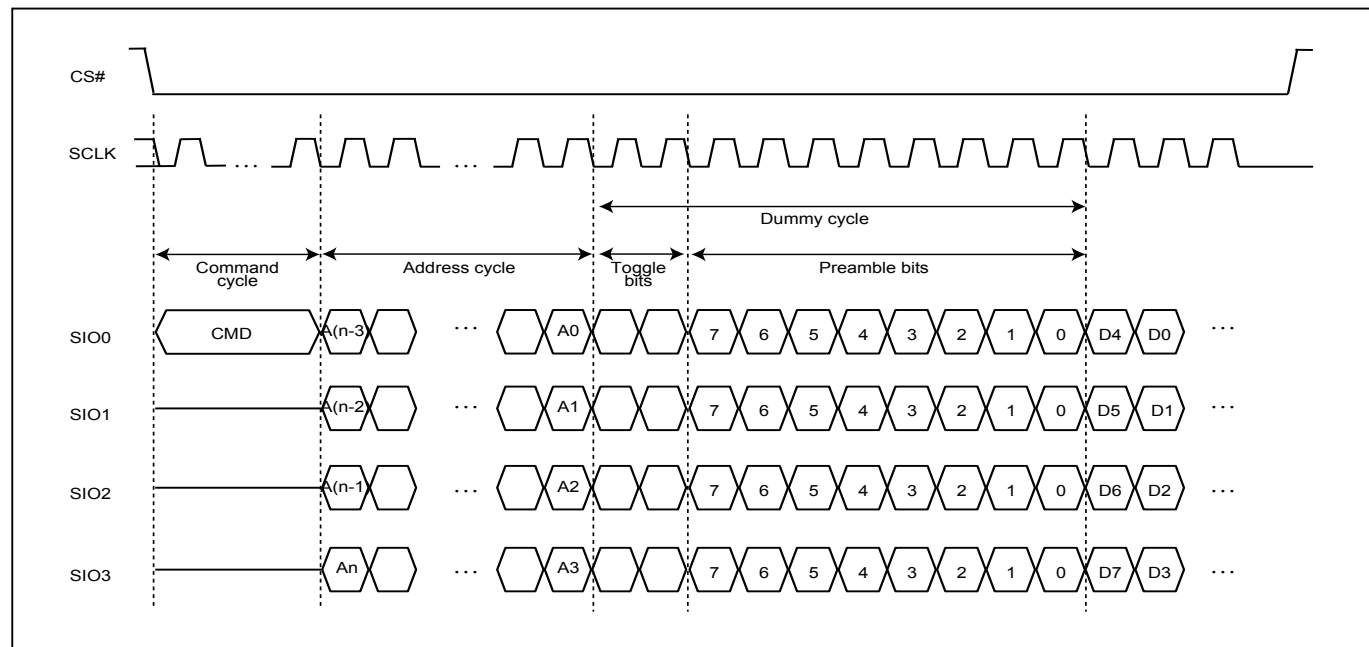 CS#
SCLK ... ...
Dummy cycle
Command cycle Address cycle Toggle bits Preamble bits
SIO0 CMD A(n-3) ... A0 7 6 5 4 3 2 1 0 D4 D0 ...
SIO1 A(n-2) ... A1 7 6 5 4 3 2 1 0 D5 D1 ...
SIO2 A(n-1) ... A2 7 6 5 4 3 2 1 0 D6 D2 ...
SIO3 An ... A3 7 6 5 4 3 2 1 0 D7 D3 ...